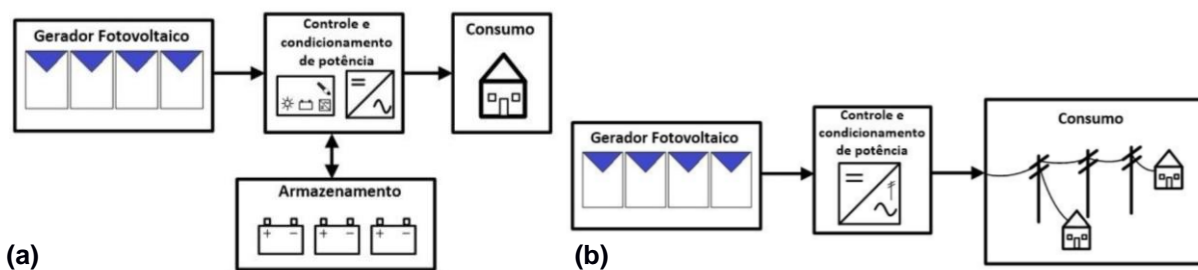 Gerador Fotovoltaico
Controle e
condicionamento
de potência
Consumo
Armazenamento
+ - + - + -
(a)
Gerador Fotovoltaico
Controle e
condicionamento
de potência
Consumo
(b)